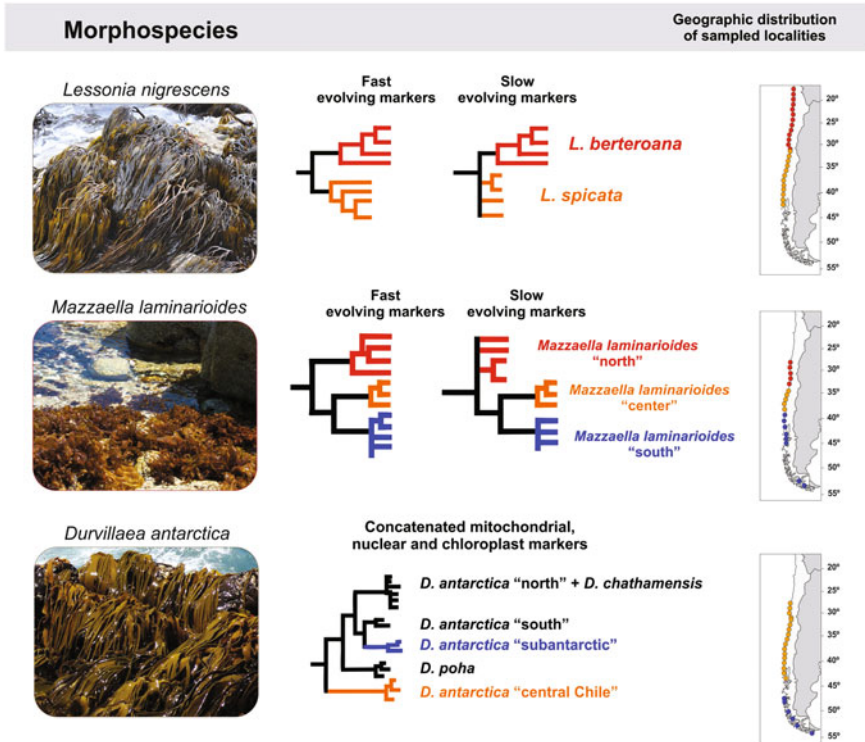 Morphospecies
Geographic distribution
of sampled localities
Lessonia nigrescens
Fast
evolving markers
Slow
evolving markers
L. berteroana
L. spicata
20°
25°
30°
35°
40°
45°
50°
55°
Mazzaella laminarioides
Fast
evolving markers
Slow
evolving markers
Mazzaella laminarioides
“north”
Mazzaella laminarioides
“center”
Mazzaella laminarioides
“south”
20°
25°
30°
35°
40°
45°
50°
55°
Durvillaea antarctica
Concatenated mitochondrial,
nuclear and chloroplast markers
D. antarctica “north” + D. chathamensis
D. antarctica “south”
D. antarctica “subantarctic”
D. poha
D. antarctica “central Chile”
20°
25°
30°
35°
40°
45°
50°
55°